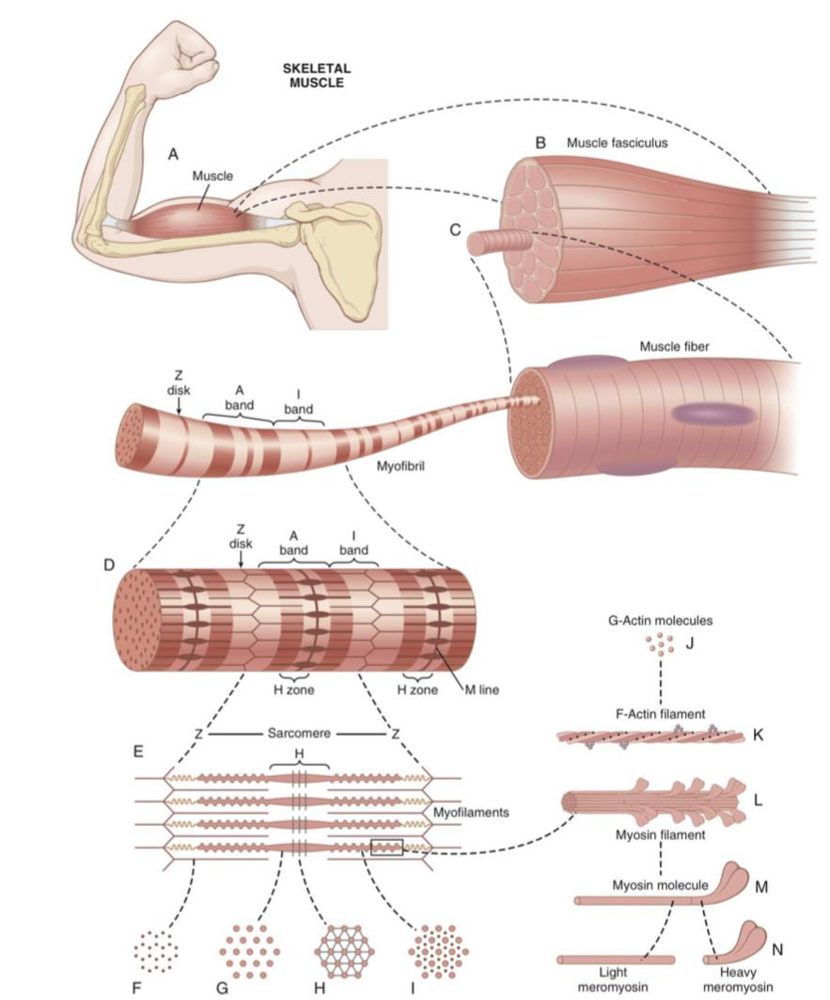 SKELETAL
MUSCLE
A
Muscle
B
Muscle fasciculus
C
Muscle fiber
Z
disk
A
band
I
band
Myofibril
D
Z
disk
A
band
I
band
H zone
H zone
M line
Z
Sarcomere
Z
E
H
Myofilaments
G-Actin molecules
J
F-Actin filament
K
L
Myosin filament
Myosin molecule
M
N
Light
meromyosin
Heavy
meromyosin
F
G
H
I